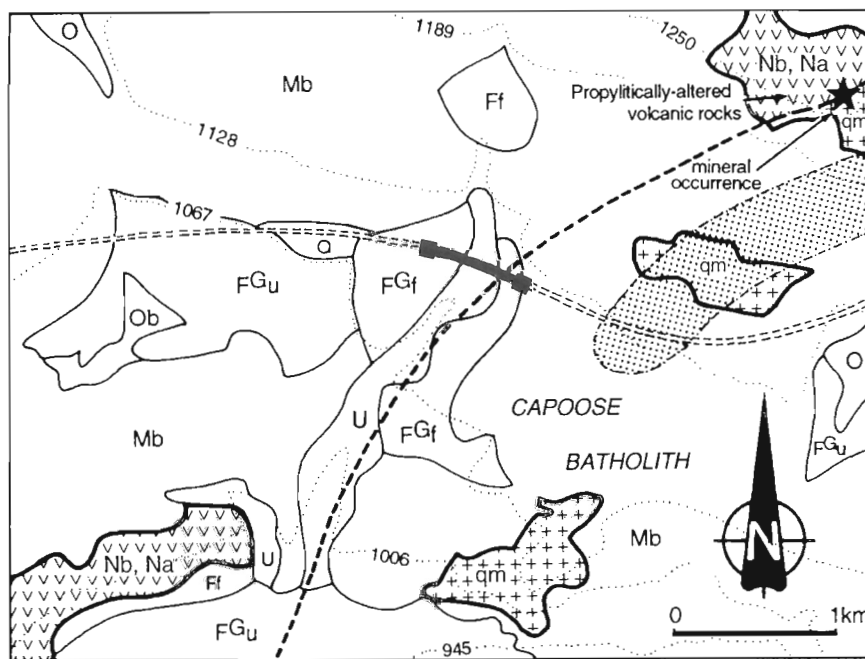 O
1189
1250
Mb
Ff
Nb, Na
Propylitically-altered
volcanic rocks
qm
1128
mineral
occurrence
1067
O
FGu
FGf
qm
Ob
O
CAPOOSE
U
FGf
FGu
Mb
BATHOLITH
Nb, Na
U
1006
qm
Mb
N
Ff
0 1km
FGu
945